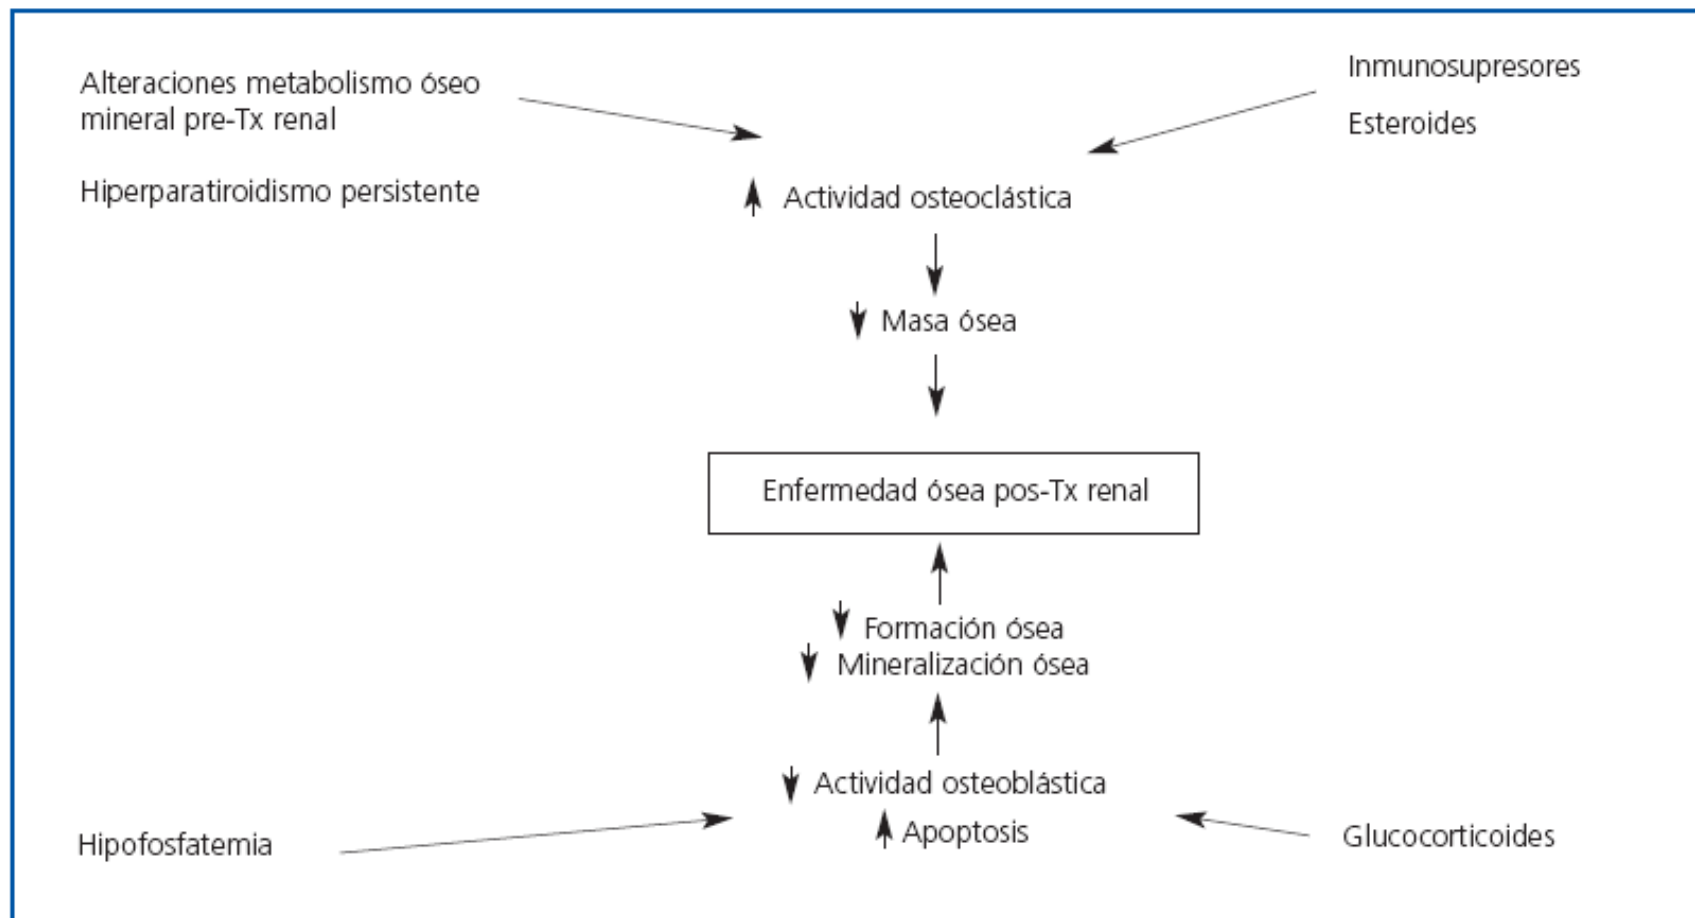 Alteraciones metabolismo óseo
mineral pre-Tx renal
Hiperparatiroidismo persistente
Inmunosupresores
Esteroides
Actividad osteoclástica
Masa ósea
Enfermedad ósea pos-Tx renal
Formación ósea
Mineralización ósea
Actividad osteoblástica
Apoptosis
Hipofosfatemia
Glucocorticoides